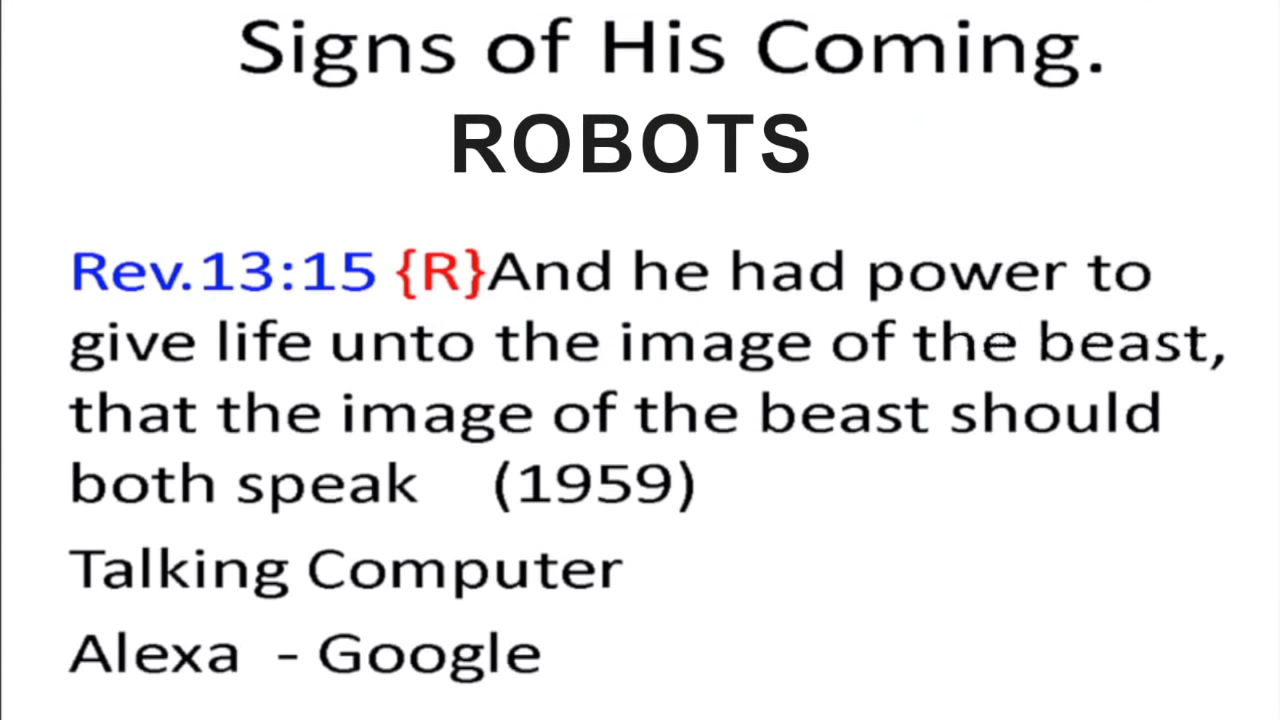 Signs of His Coming.
ROBOTS
Rev.13:15 {R}And he had power to
give life unto the image of the beast,
that the image of the beast should
both speak (1959)
Talking Computer
Alexa - Google